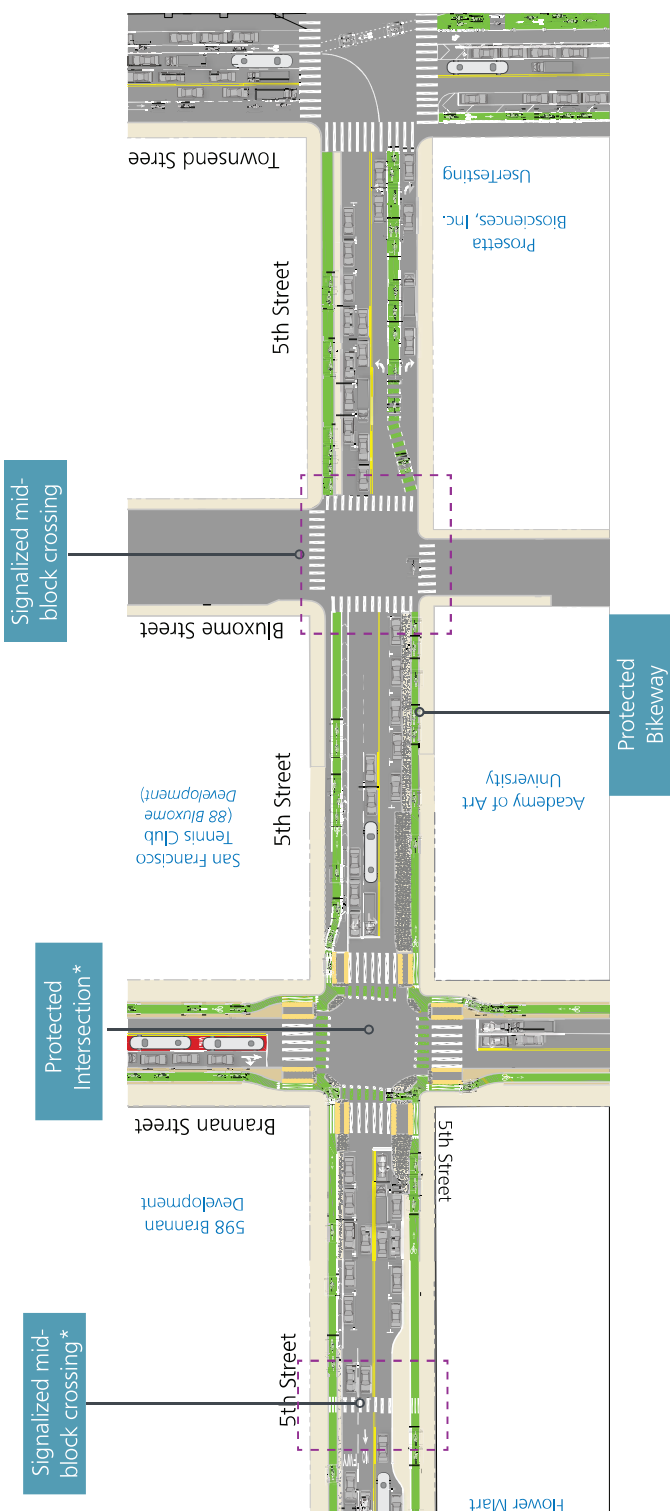 Townsend Stree
UserTesting
Prosetta
Biosciences, Inc.
5th Street
Signalized mid-
block crossing
Bluxome Street
Protected
Bikeway
San Francisco
Tennis Club
(88 Bluxome
Development)
5th Street
Academy of Art
University
Protected
Intersection*
Brannan Street
5th Street
598 Brannan
Development
Signalized mid-
block crossing*
5th Street
FWY
Flower Mart